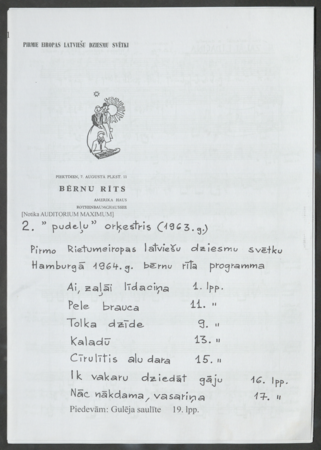 PIRMIE EIROPAS LATVIEŠU DZIESMU SVĒTKI
PIEKTDIEN, 7. AUGUSTĀ PLKST. 11
BĒRNU RĪTS
AMERIKA HAUS
[Notika AUDITORIUM MAXIMUM]
2. "pudeļu" orķestris (1963.g.)
Pirmo Rietumeiropas latviešu dziesmu svētku
Hamburgā 1964.g. bērnu rīta programma
Ai, zaļāi līdaciņa 1. lpp.
Pele brauca 11. "
Tolka dzīde 9. "
Kaladū 13. "
Cīrulītis alu dara 15. "
Ik vakaru dziedāt gāju 16. lpp.
Nāc nākdama, vasariņa 17. "
Piedevām: Gulēja saulīte 19. lpp.